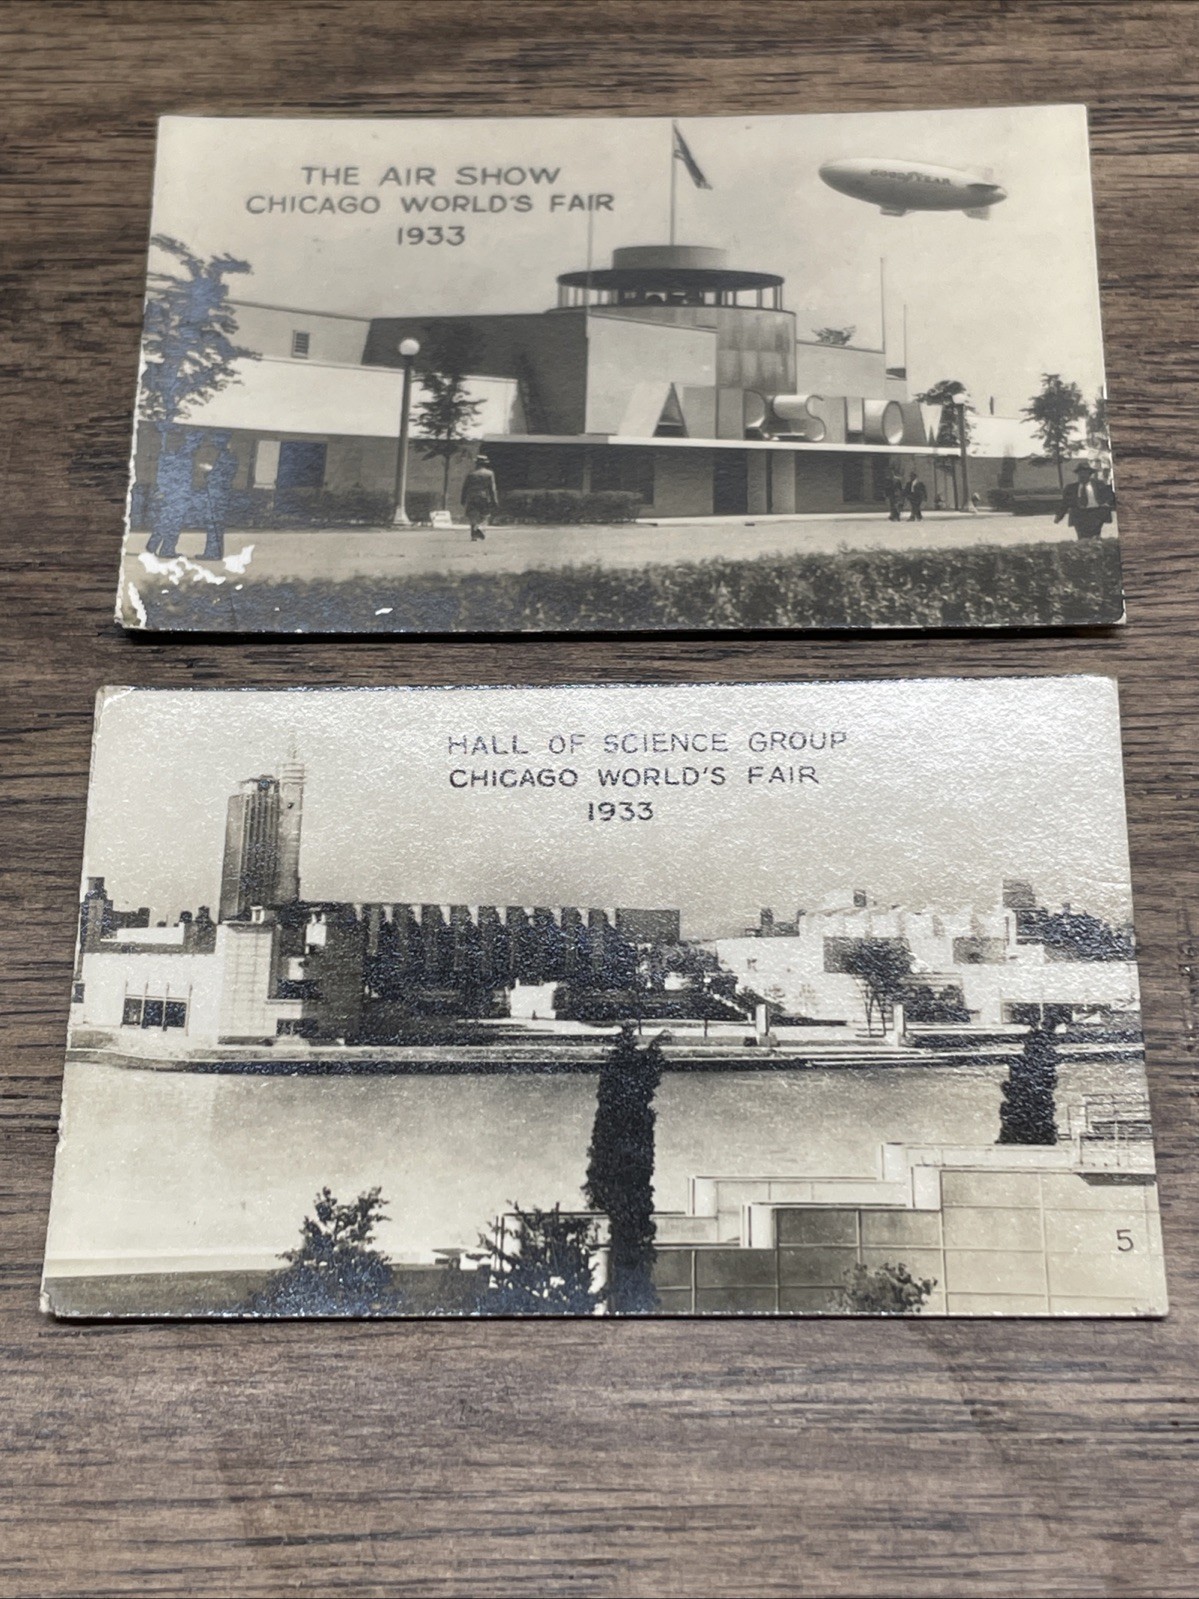 THE AIR SHOW
CHICAGO WORLD'S FAIR
1933
GOODYEAR
AIR SHOW
HALL OF SCIENCE GROUP
CHICAGO WORLD'S FAIR
1933
5